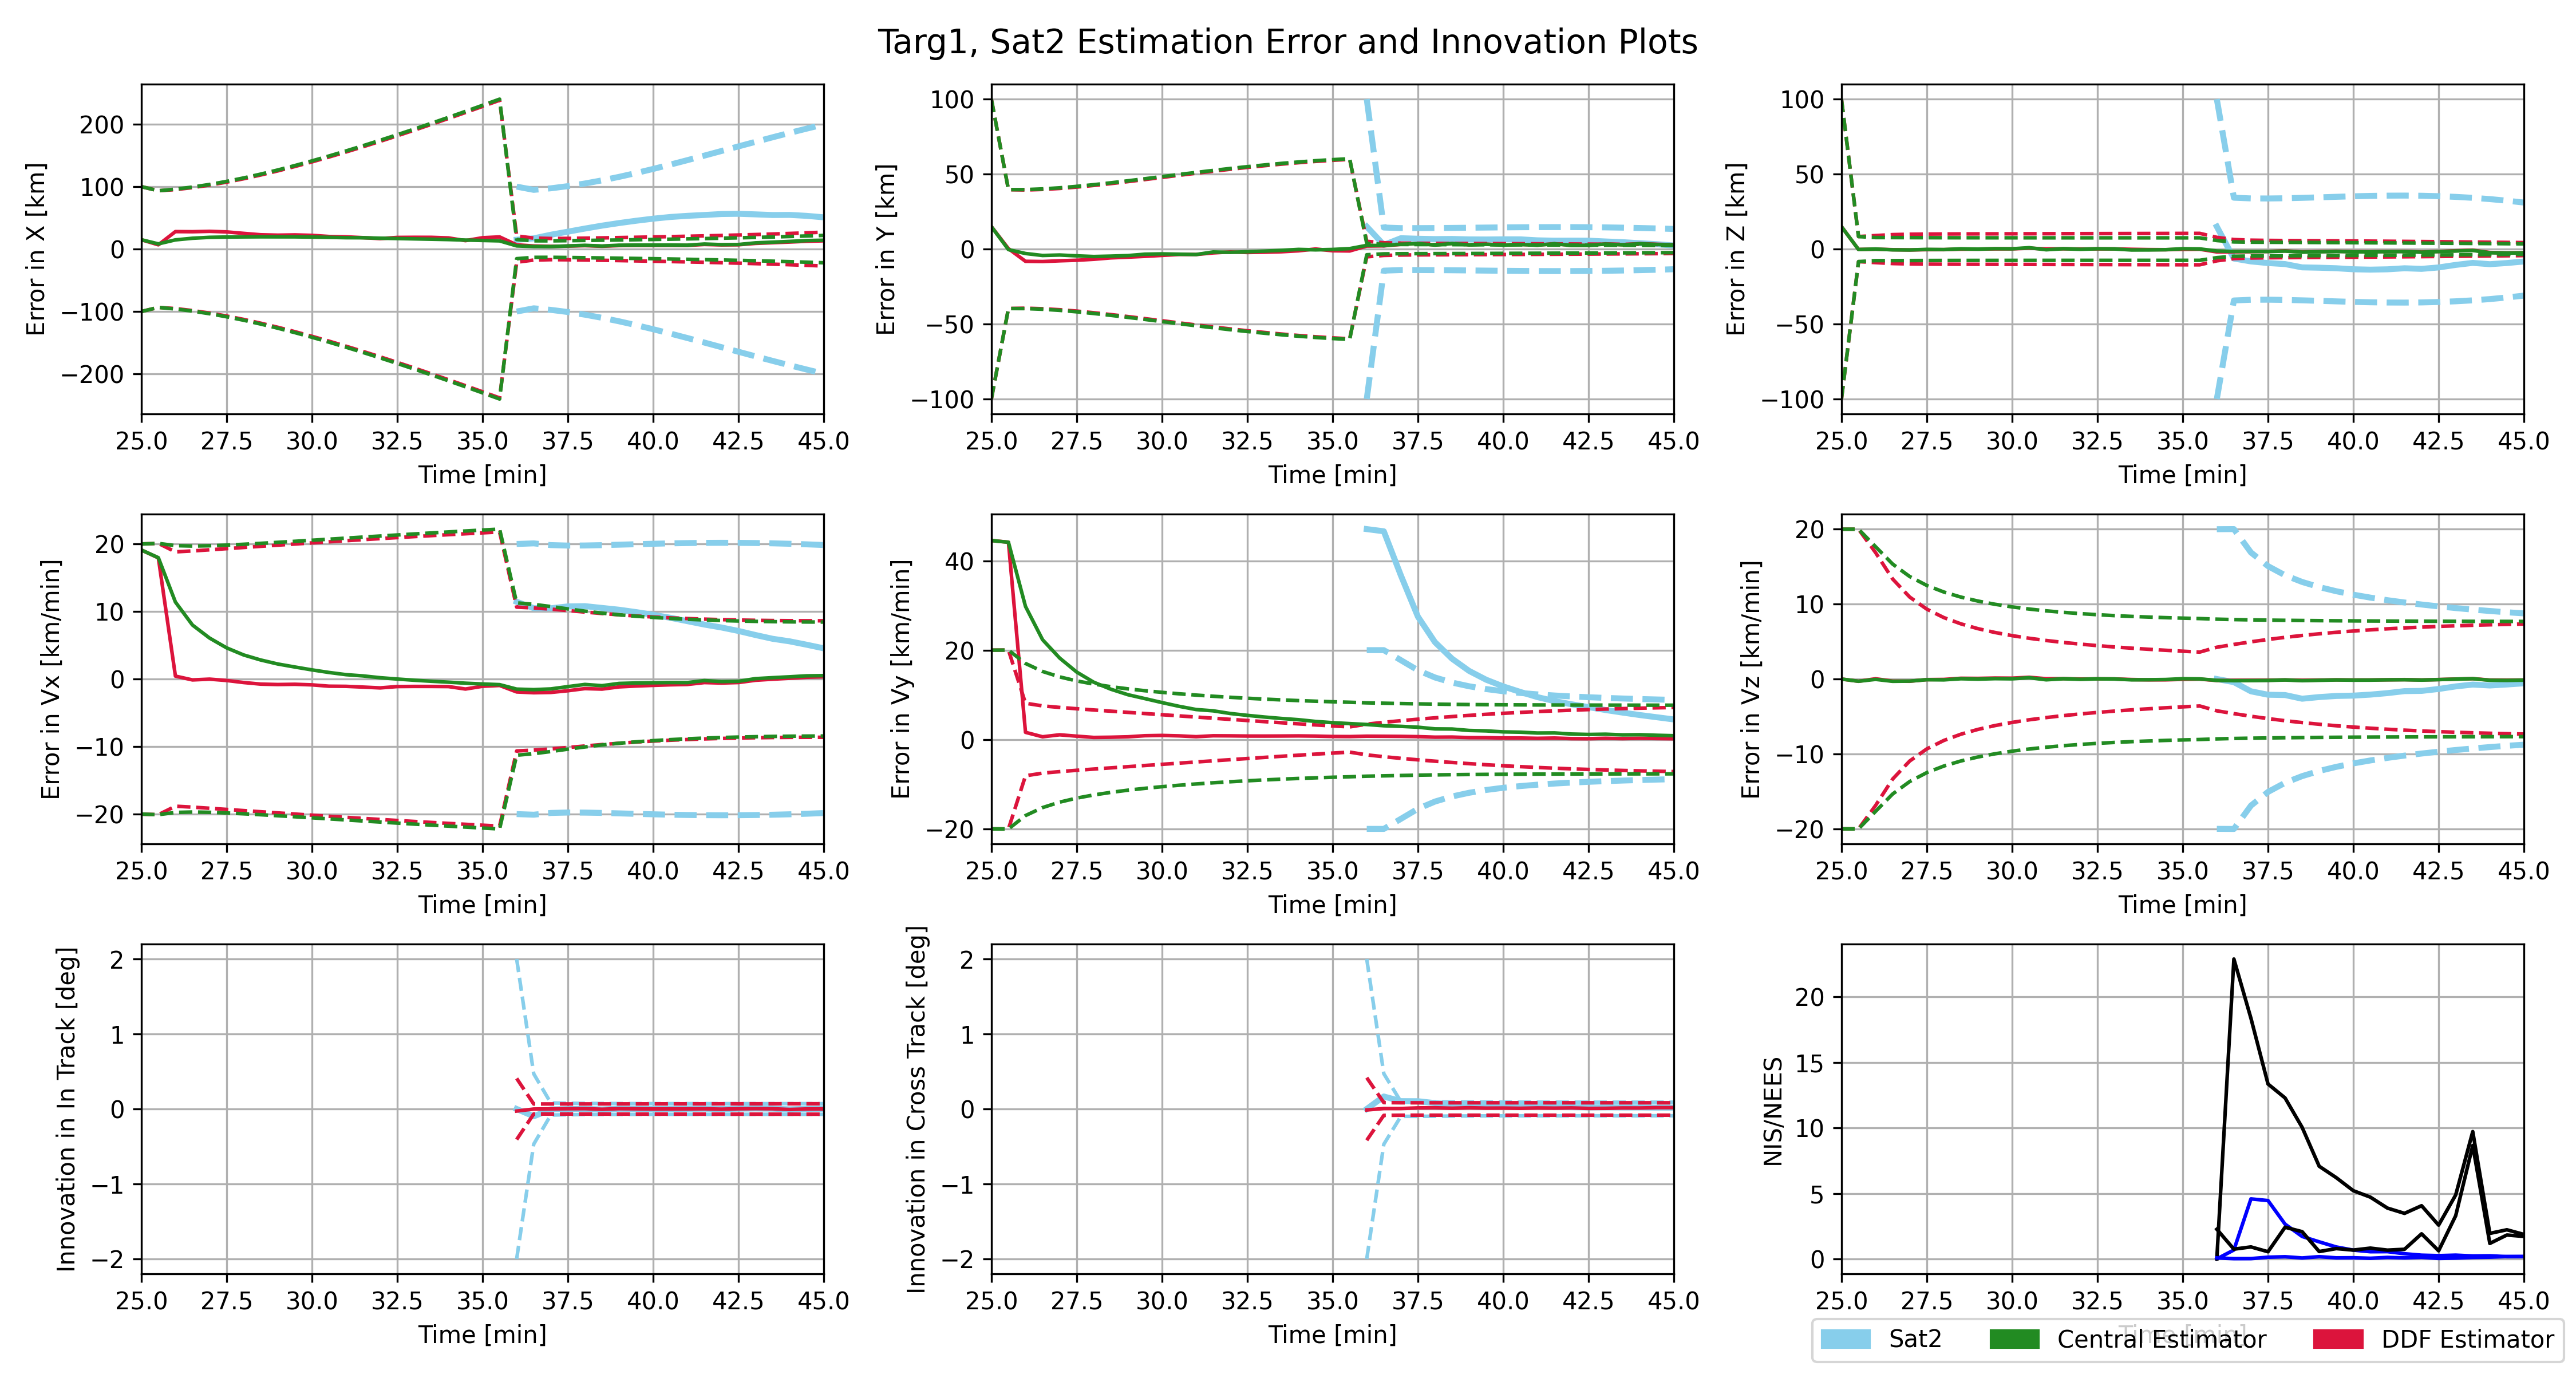 Targ1, Sat2 Estimation Error and Innovation Plots
Error in X [km]
200
100
0
−100
−200
25.0 27.5 30.0 32.5 35.0 37.5 40.0 42.5 45.0
Time [min]
Error in Y [km]
100
50
0
−50
−100
25.0 27.5 30.0 32.5 35.0 37.5 40.0 42.5 45.0
Time [min]
Error in Z [km]
100
50
0
−50
−100
25.0 27.5 30.0 32.5 35.0 37.5 40.0 42.5 45.0
Time [min]
Error in Vx [km/min]
20
10
0
−10
−20
25.0 27.5 30.0 32.5 35.0 37.5 40.0 42.5 45.0
Time [min]
Error in Vy [km/min]
40
20
0
−20
25.0 27.5 30.0 32.5 35.0 37.5 40.0 42.5 45.0
Time [min]
Error in Vz [km/min]
20
10
0
−10
−20
25.0 27.5 30.0 32.5 35.0 37.5 40.0 42.5 45.0
Time [min]
Innovation in In Track [deg]
2
1
0
−1
−2
25.0 27.5 30.0 32.5 35.0 37.5 40.0 42.5 45.0
Time [min]
Innovation in Cross Track [deg]
2
1
0
−1
−2
25.0 27.5 30.0 32.5 35.0 37.5 40.0 42.5 45.0
Time [min]
NIS/NEES
20
15
10
5
0
25.0 27.5 30.0 32.5 35.0 37.5 40.0 42.5 45.0
Time [min]
Sat2 Central Estimator DDF Estimator